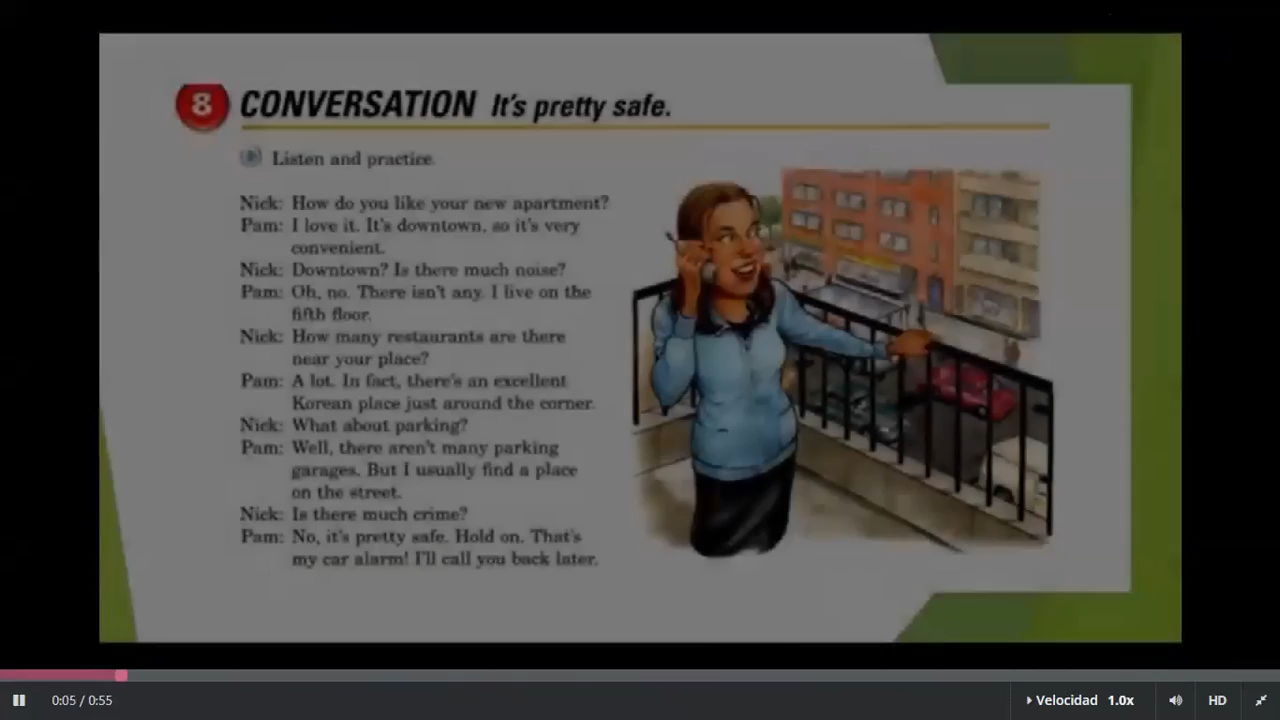 8 CONVERSATION It's pretty safe.
Listen and practice.
Nick: How do you like your new apartment?
Pam: I love it. It's downtown, so it's very
convenient.
Nick: Downtown? Is there much noise?
Pam: Oh, no. There isn't any. I live on the
fifth floor.
Nick: How many restaurants are there
near your place?
Pam: A lot. In fact, there's an excellent
Korean place just around the corner.
Nick: What about parking?
Pam: Well, there aren't many parking
garages. But I usually find a place
on the street.
Nick: Is there much crime?
Pam: No, it's pretty safe. Hold on. That's
my car alarm! I'll call you back later.
0:05 / 0:55
Velocidad 1.0x
HD